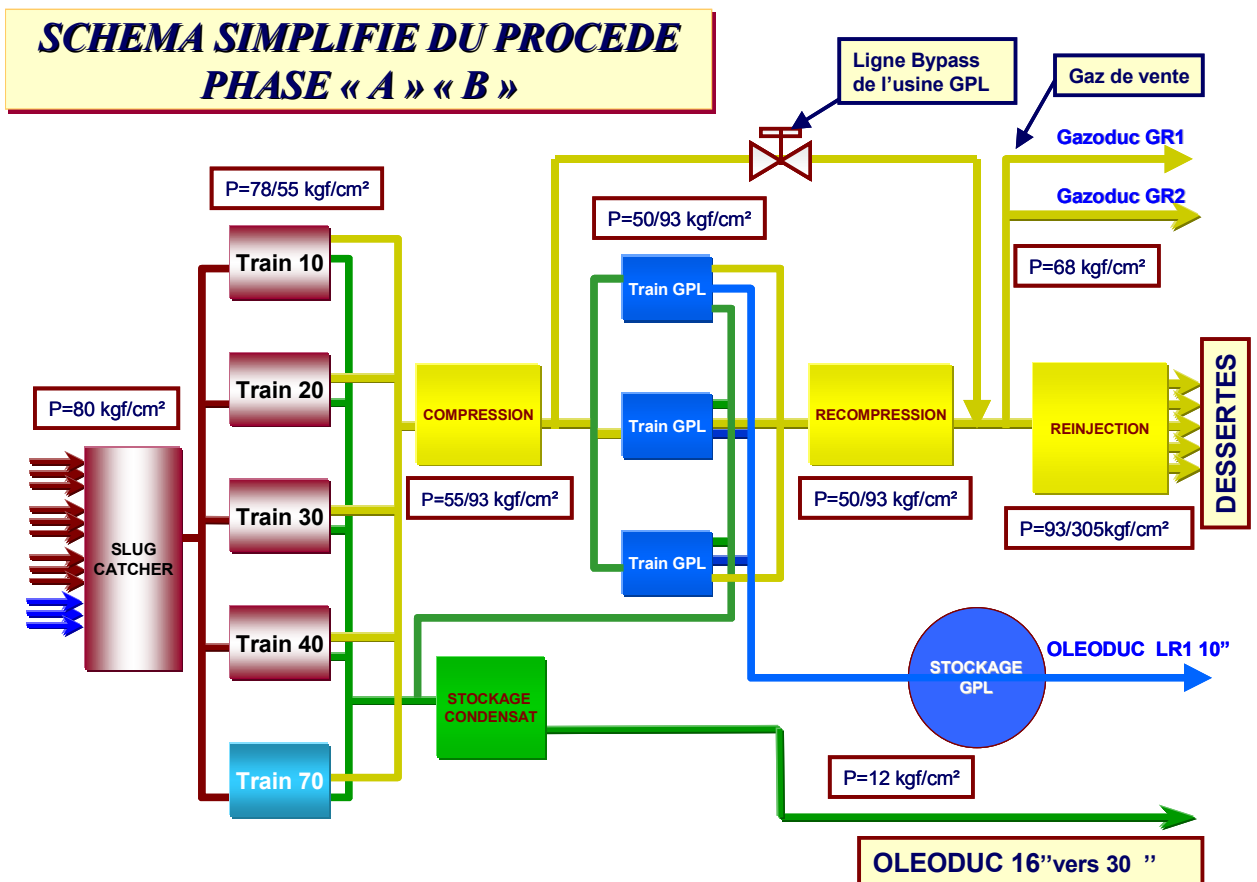 SCHEMA SIMPLIFIE DU PROCEDE
PHASE « A » « B »
Ligne Bypass
de l'usine GPL
Gaz de vente
Gazoduc GR1
Gazoduc GR2
P=78/55 kgf/cm²
P=50/93 kgf/cm²
P=68 kgf/cm²
Train 10
Train GPL
Train 20
P=80 kgf/cm²
COMPRESSION
Train GPL
RECOMPRESSION
REINJECTION
DESSERTES
P=55/93 kgf/cm²
P=50/93 kgf/cm²
P=93/305kgf/cm²
Train 30
SLUG
CATCHER
Train GPL
Train 40
STOCKAGE
CONDENSAT
STOCKAGE
GPL
OLEODUC LR1 10”
Train 70
P=12 kgf/cm²
OLEODUC 16”vers 30 ”